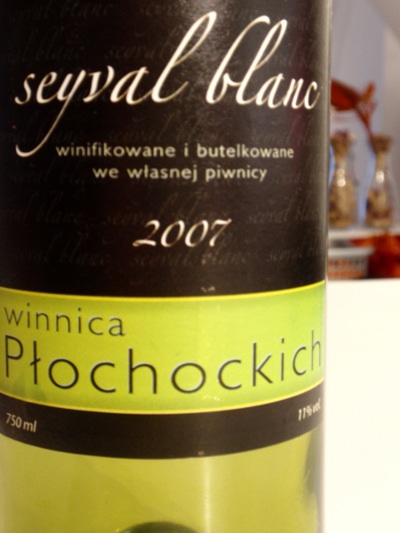 seyval blanc
winifikowane i butelkowane
we własnej piwnicy
2007
winnica
Płochockich
750 ml 11% vol